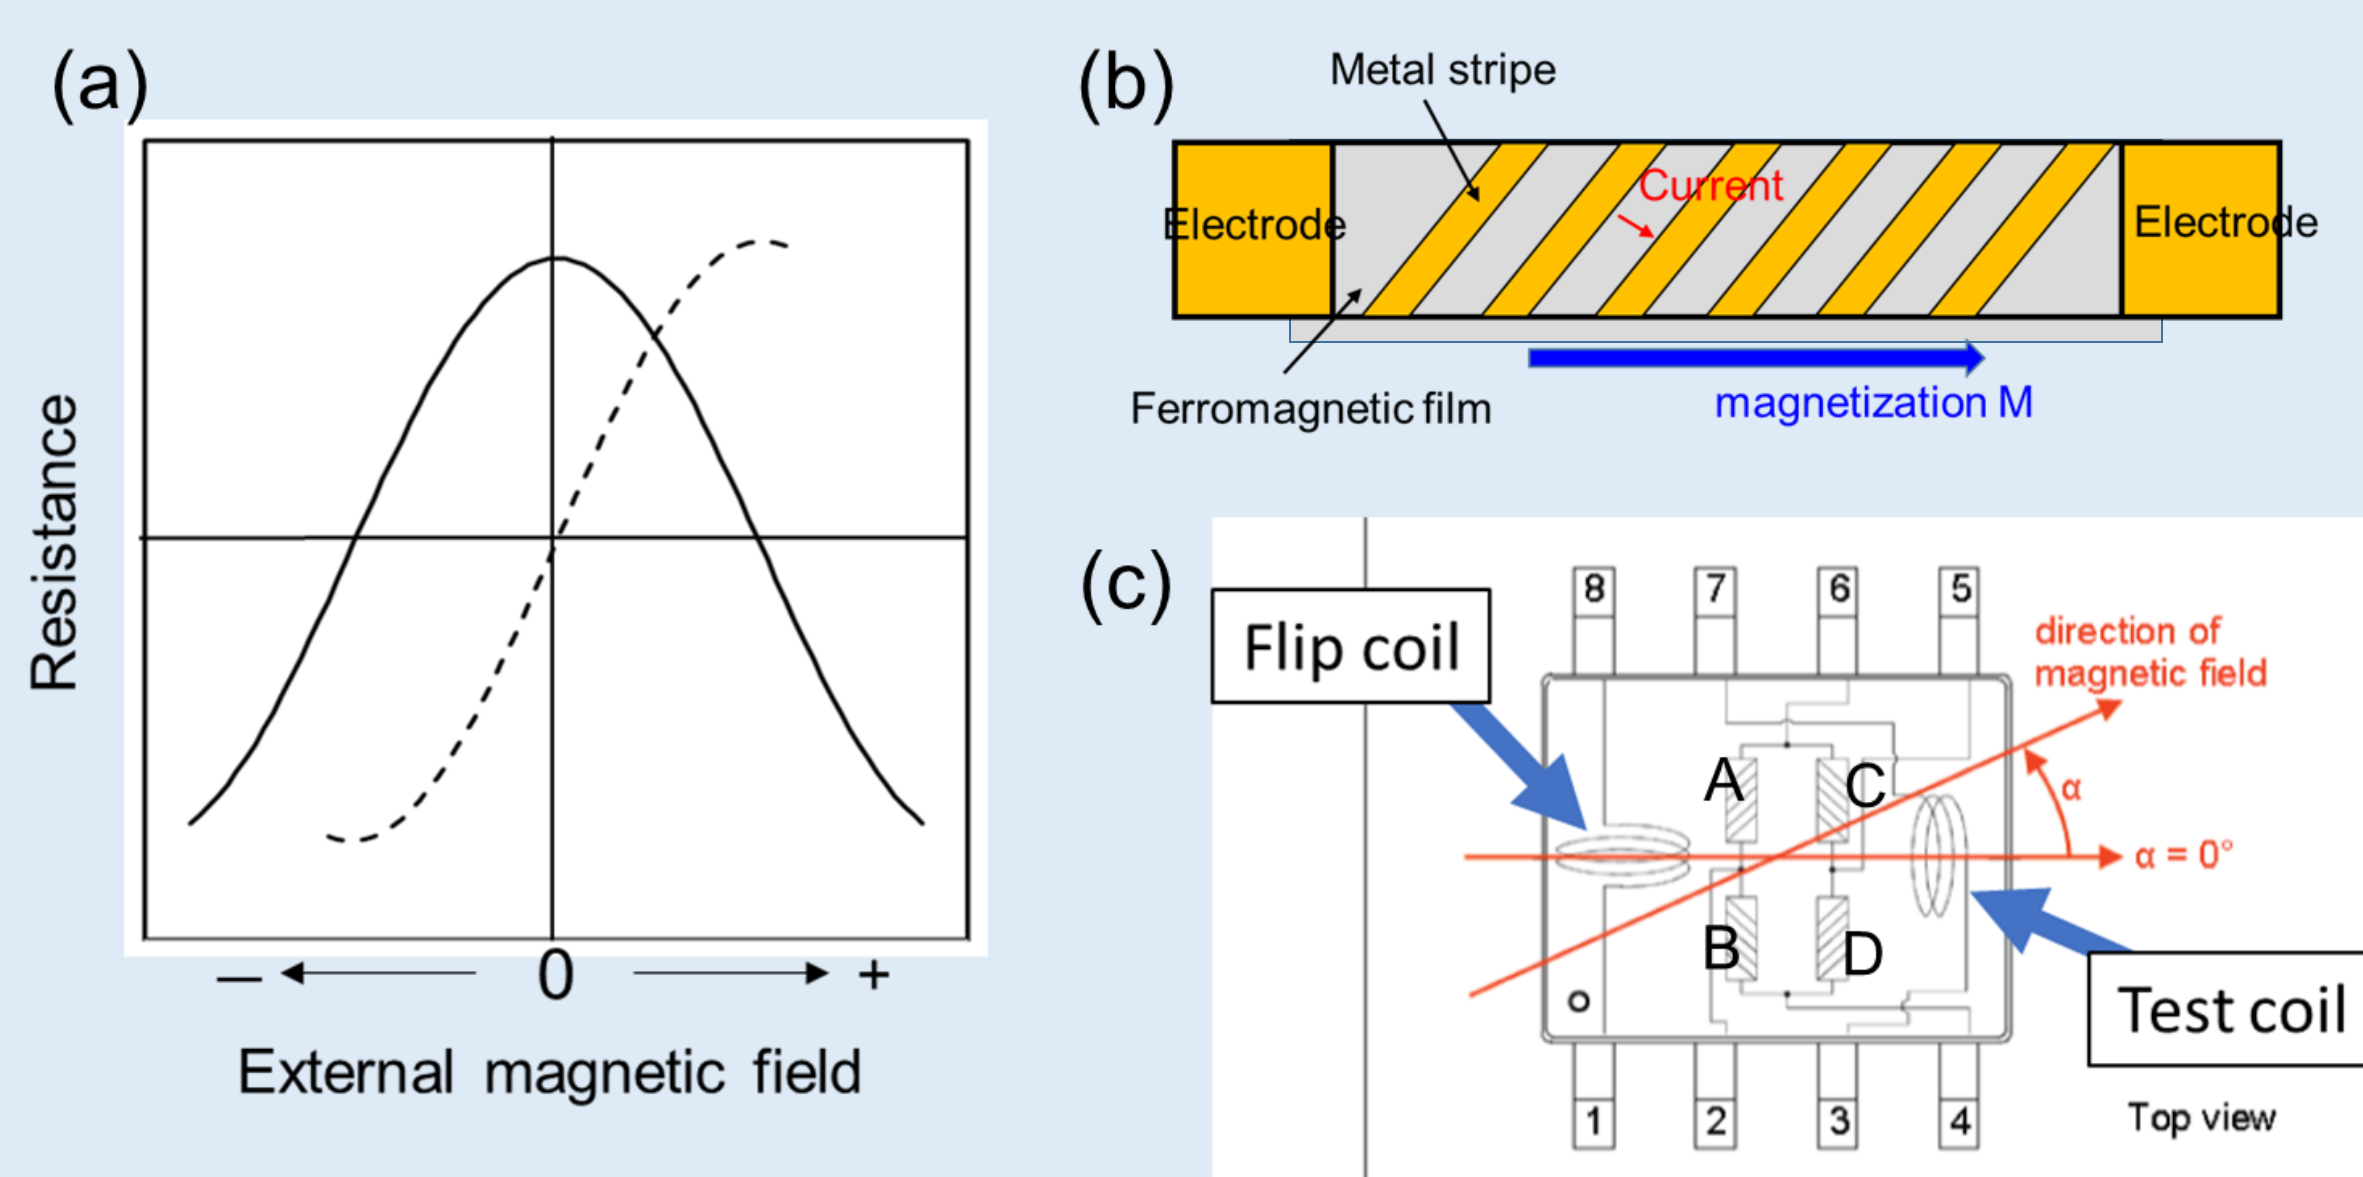 (a)
Resistance
— 0 +
External magnetic field
(b)
Metal stripe
Current
Electrode
Electrode
Ferromagnetic film
magnetization M
(c)
Flip coil
8 7 6 5
direction of
magnetic field
A C
α
α = 0°
B D
Test coil
1 2 3 4
Top view